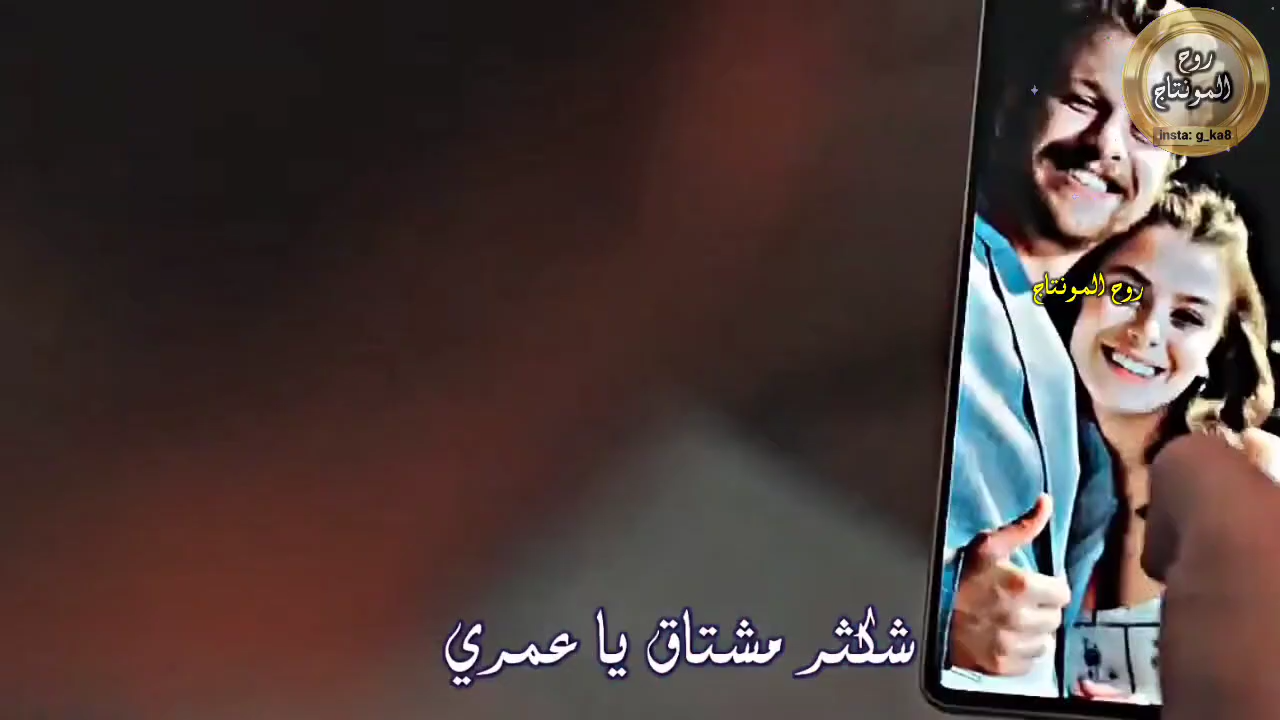 روح
المونتاج
insta: g_ka8
روح المونتاج
شكثر مشتاق يا عمري